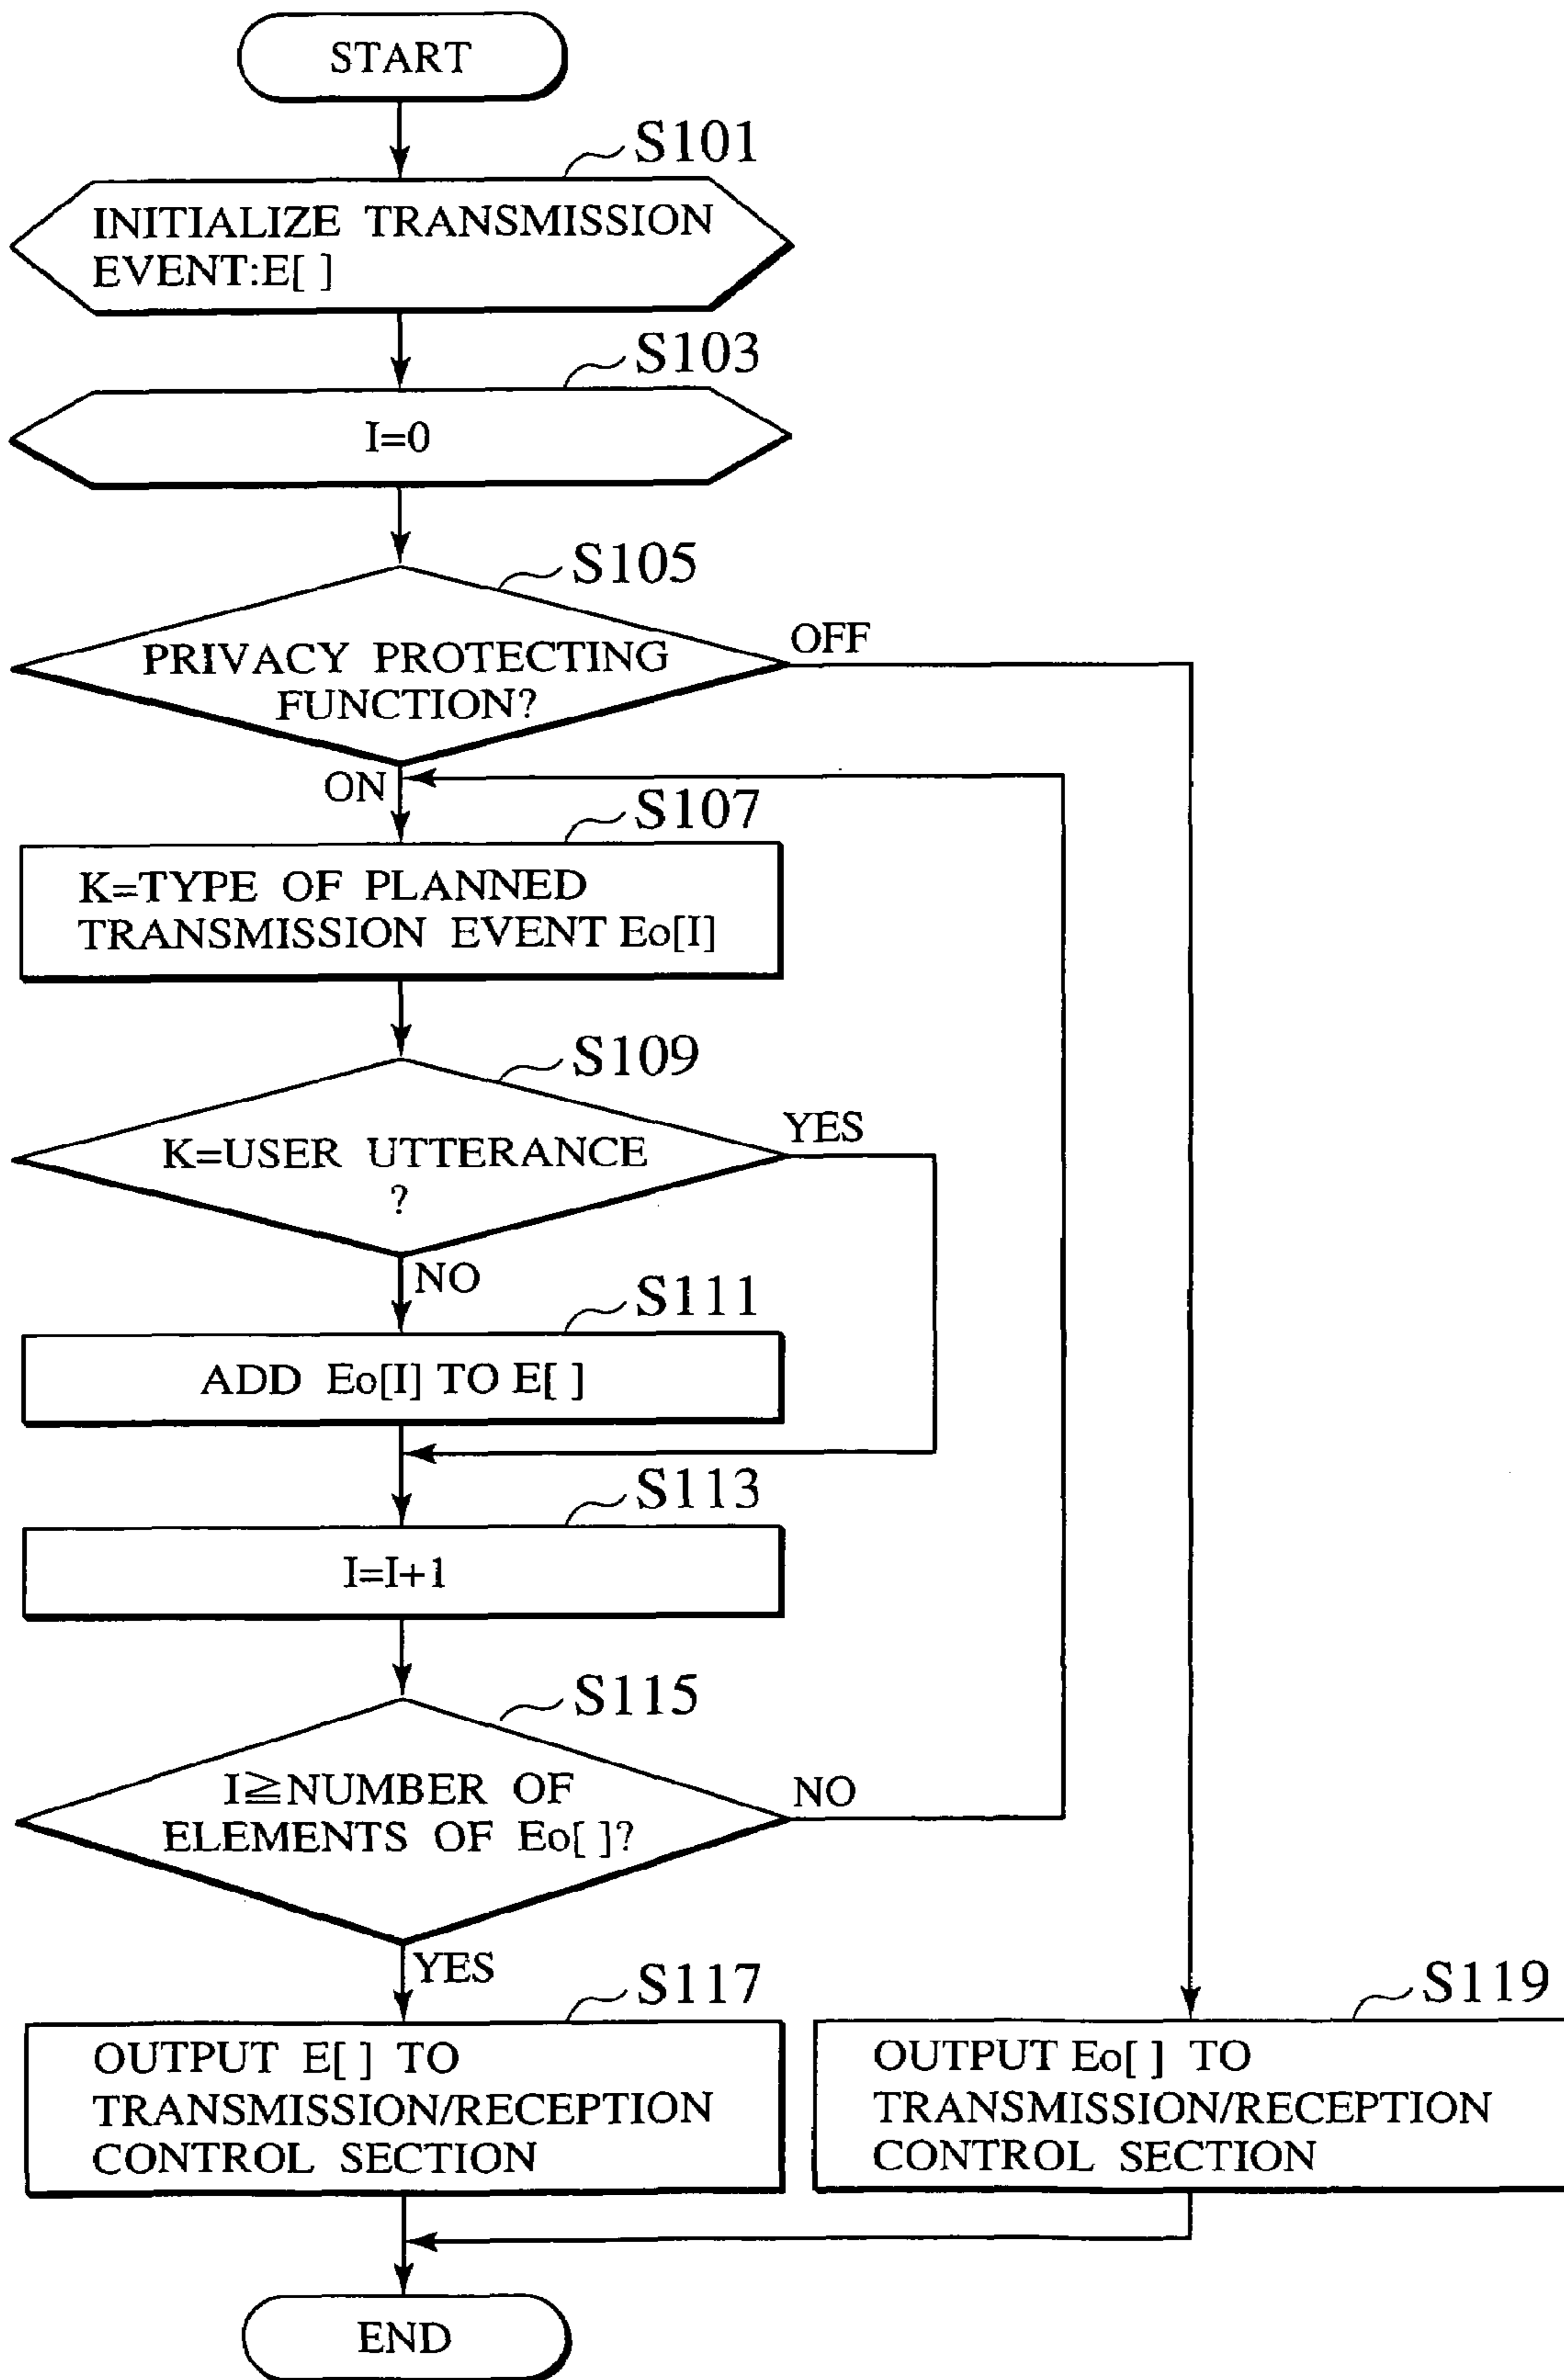 START
S101
INITIALIZE TRANSMISSION
EVENT:E[ ]
S103
I=0
S105
PRIVACY PROTECTING
FUNCTION?
OFF
ON
S107
K=TYPE OF PLANNED
TRANSMISSION EVENT Eo[I]
S109
K=USER UTTERANCE
?
YES
NO
S111
ADD Eo[I] TO E[ ]
S113
I=I+1
S115
I≧NUMBER OF
ELEMENTS OF Eo[ ]?
NO
YES
S117
OUTPUT E[ ] TO
TRANSMISSION/RECEPTION
CONTROL SECTION
S119
OUTPUT Eo[ ] TO
TRANSMISSION/RECEPTION
CONTROL SECTION
END